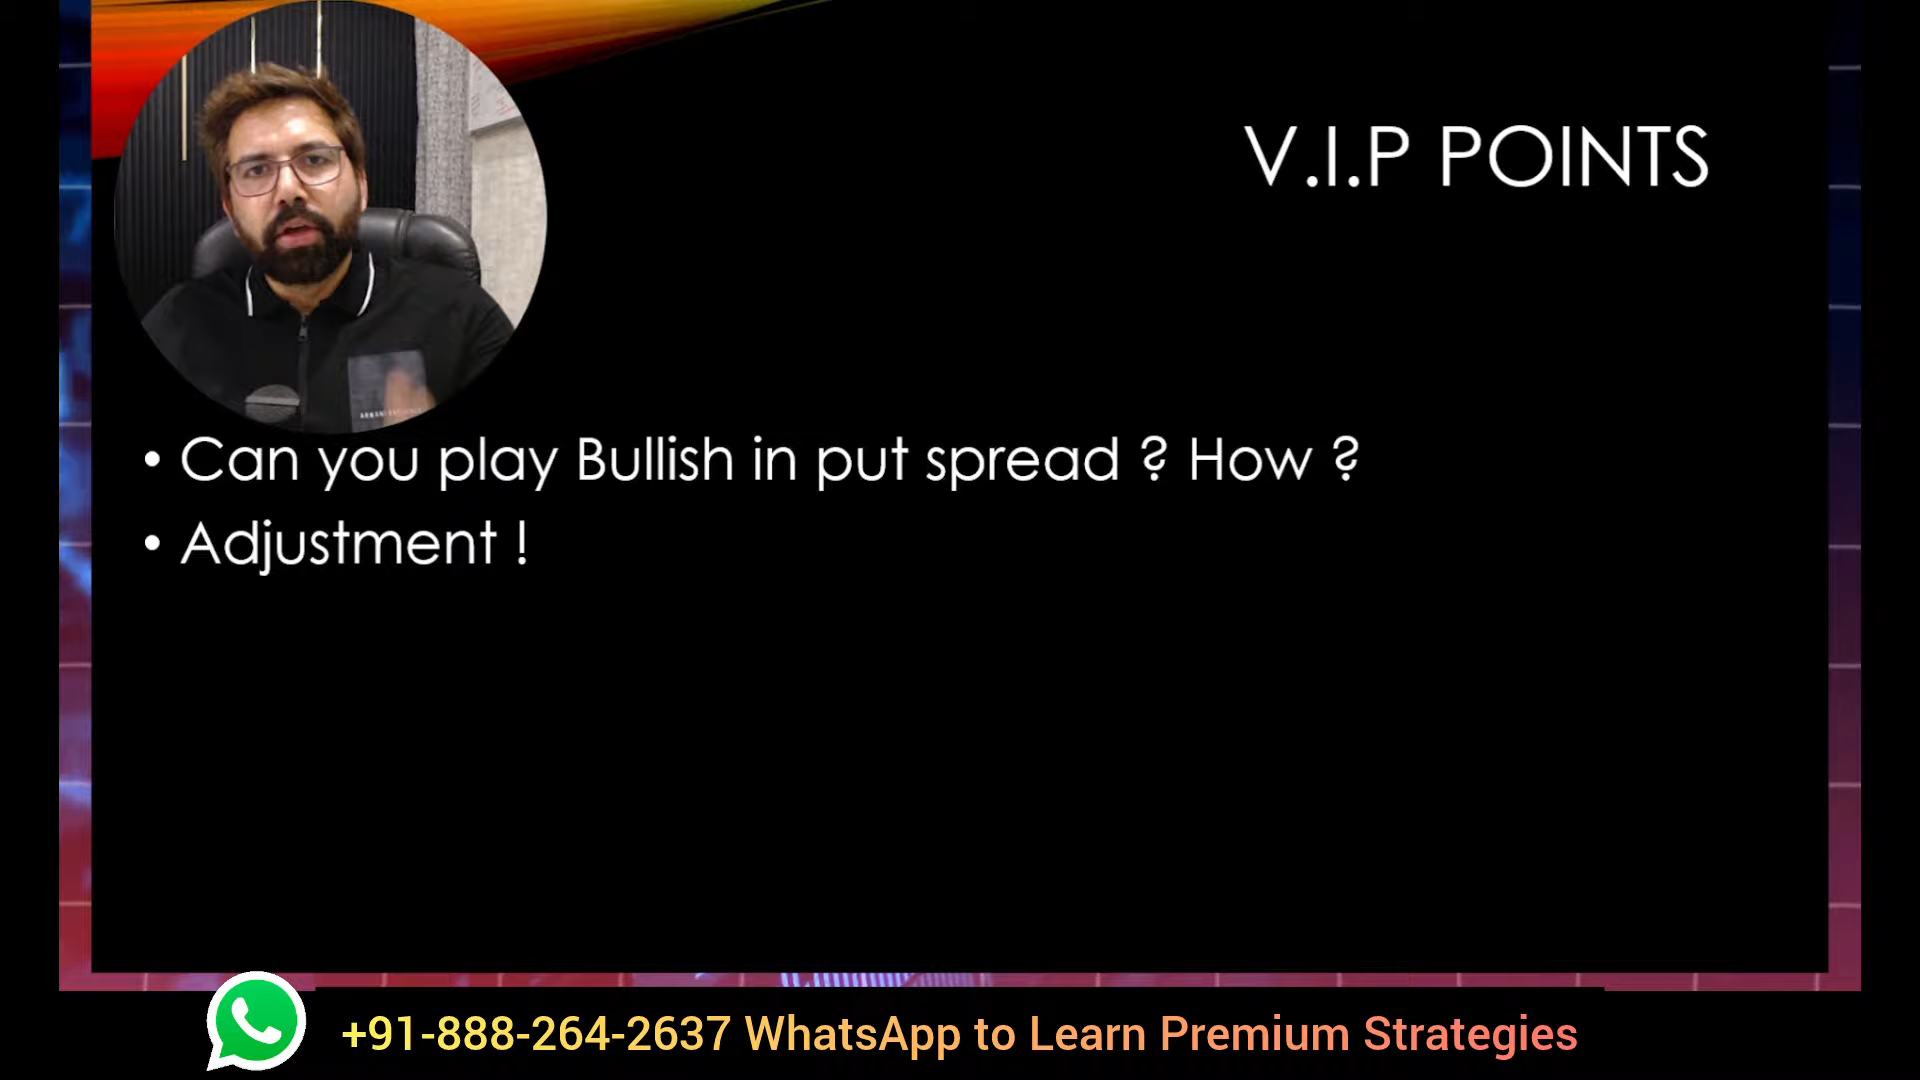 V.I.P POINTS
• Can you play Bullish in put spread ? How ?
• Adjustment !
+91-888-264-2637 WhatsApp to Learn Premium Strategies